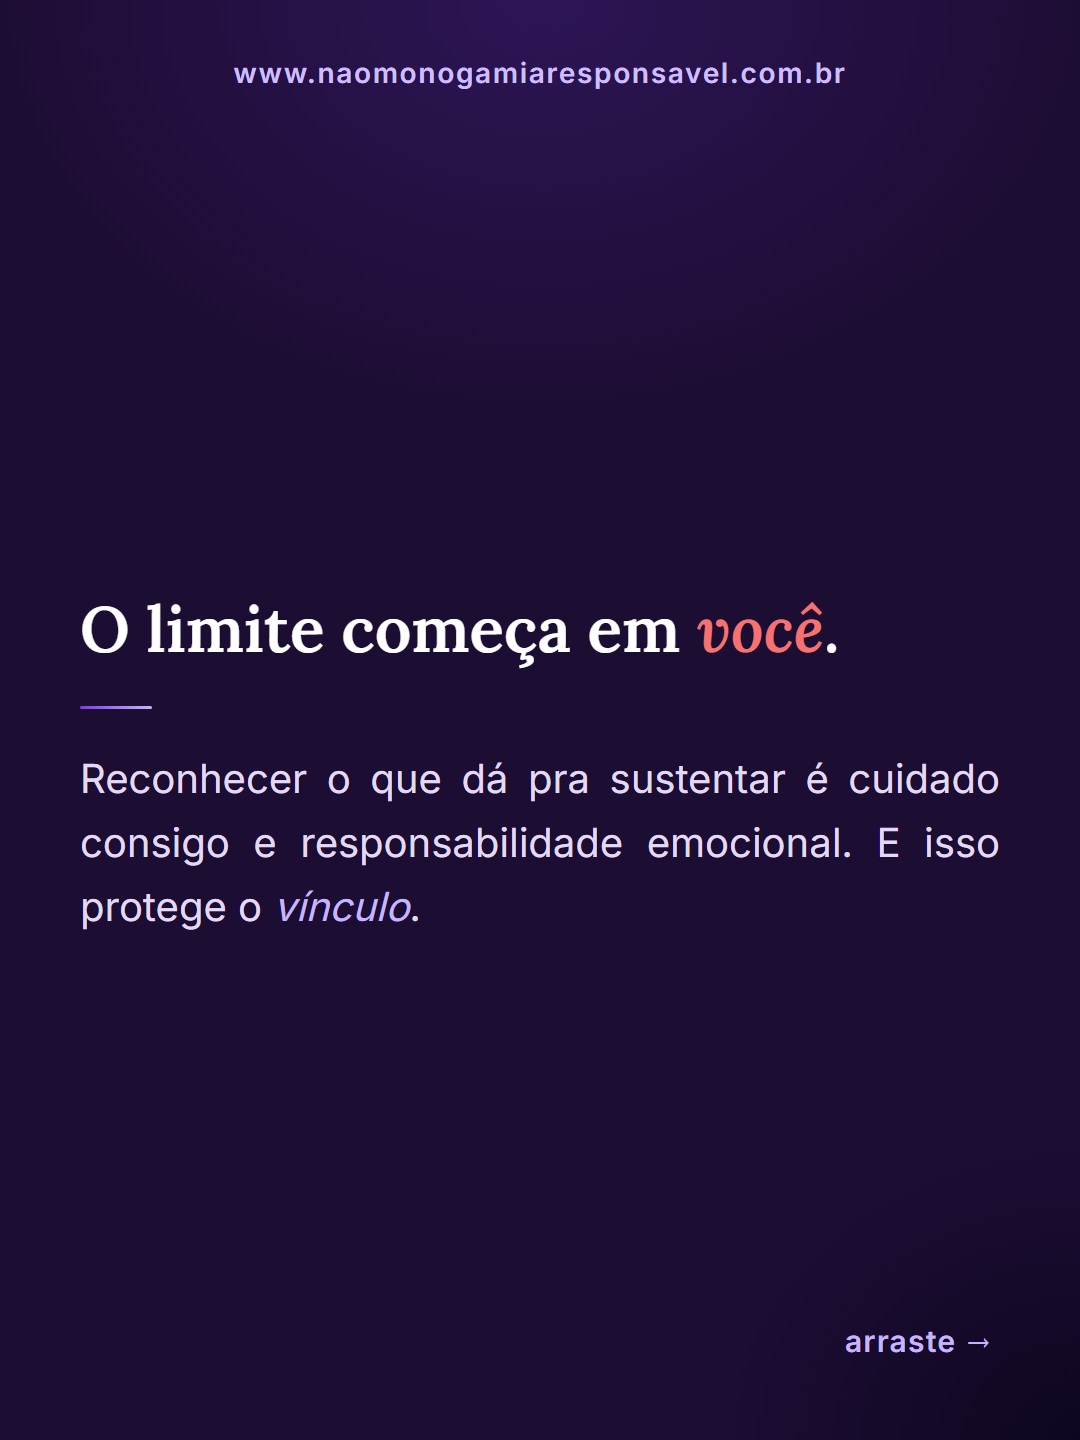 www.naomonogamiaresponsavel.com.br
O limite começa em você.
Reconhecer o que dá pra sustentar é cuidado
consigo e responsabilidade emocional. E isso
protege o vínculo.
arraste →